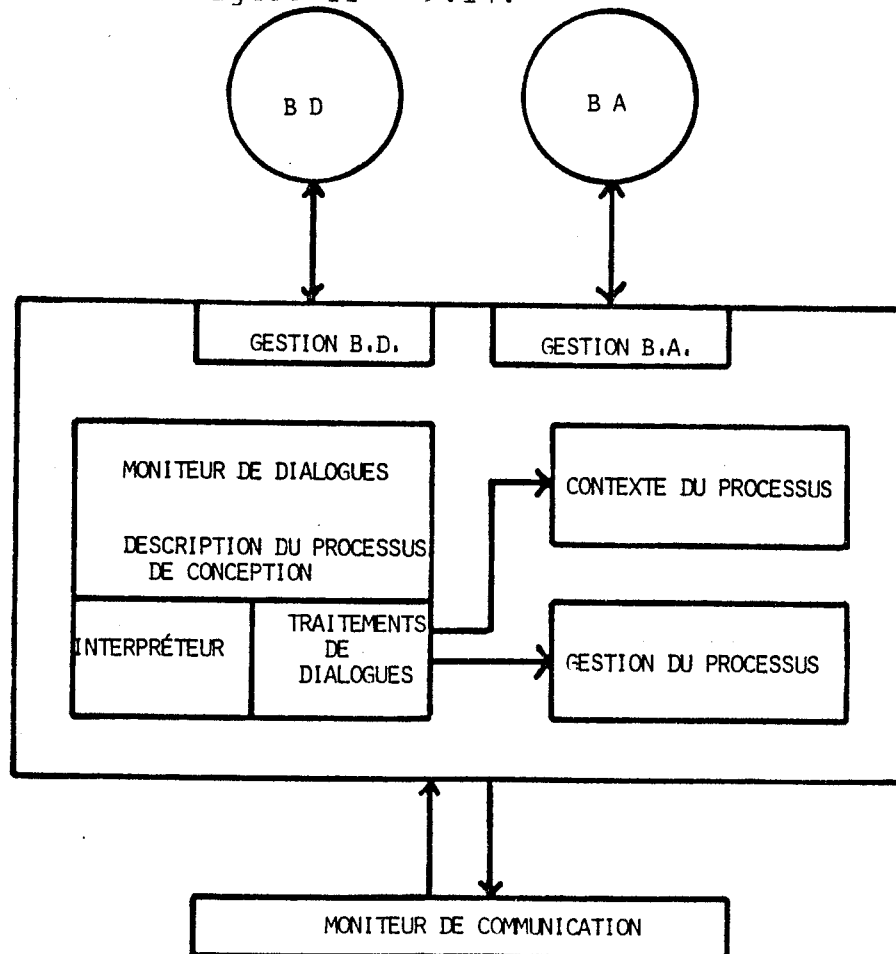 B D
B A
GESTION B.D.
GESTION B.A.
MONITEUR DE DIALOGUES
DESCRIPTION DU PROCESSUS
DE CONCEPTION
INTERPRÉTEUR
TRAITEMENTS
DE
DIALOGUES
CONTEXTE DU PROCESSUS
GESTION DU PROCESSUS
MONITEUR DE COMMUNICATION